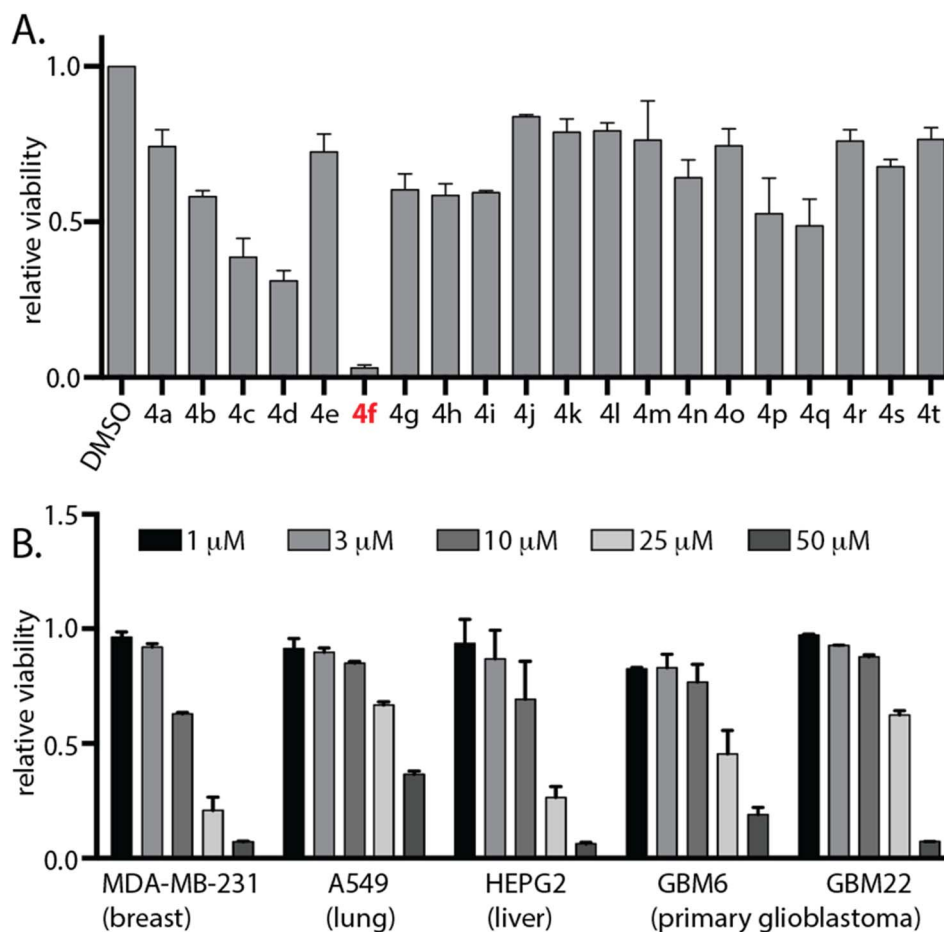 A.
1.0
0.5
0.0
relative viability
DMSO 4a 4b 4c 4d 4e 4f 4g 4h 4i 4j 4k 4l 4m 4n 4o 4p 4q 4r 4s 4t
B.
1.5
1.0
0.5
0.0
relative viability
1 μM 3 μM 10 μM 25 μM 50 μM
MDA-MB-231 A549 HEPG2 GBM6 GBM22
(breast) (lung) (liver) (primary glioblastoma)